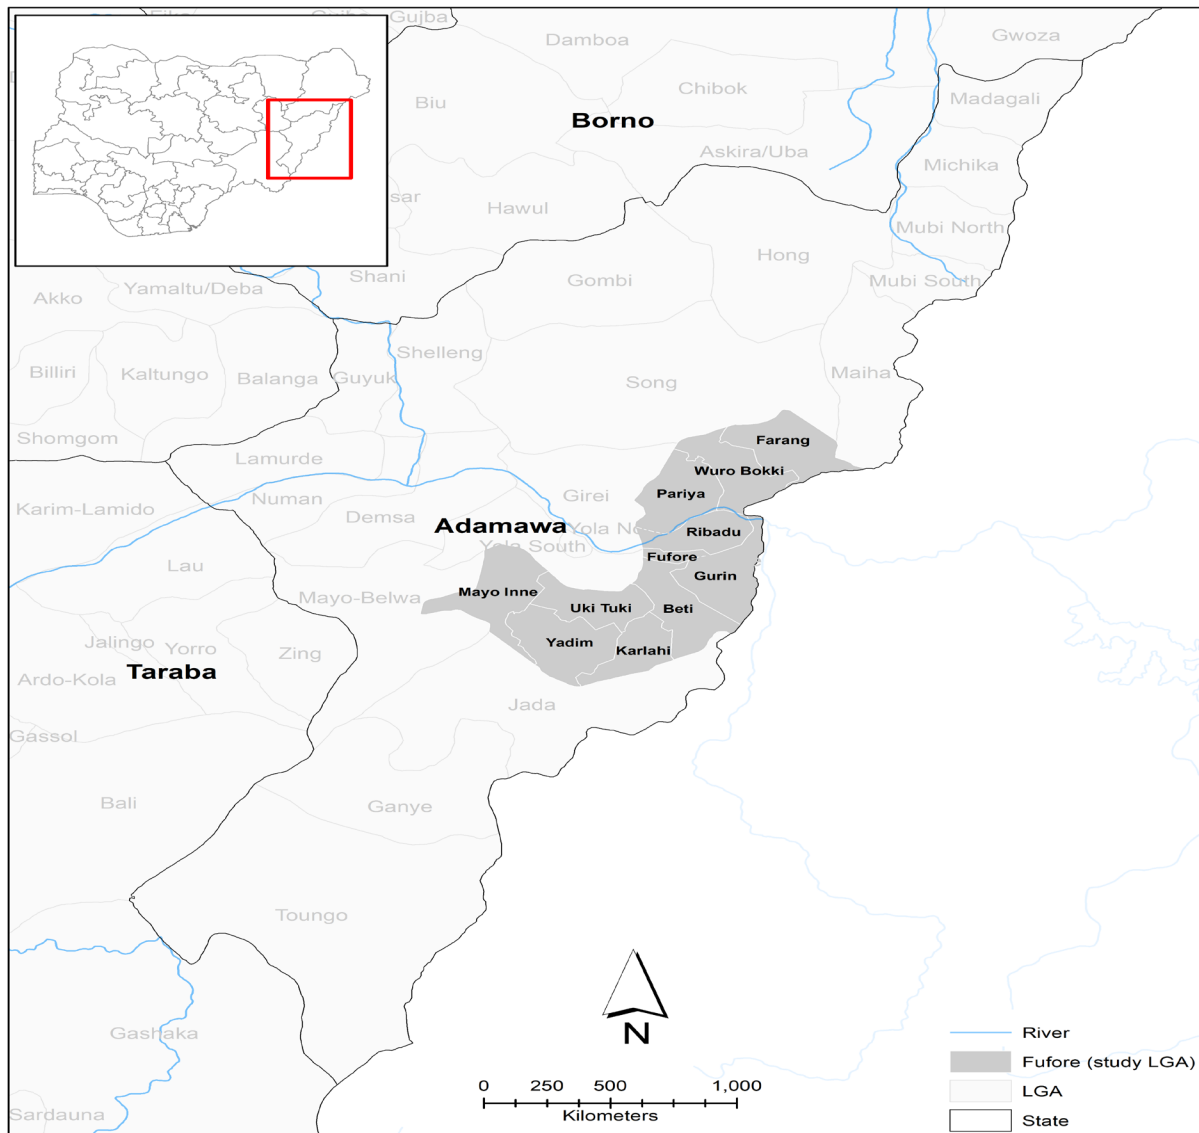 Gujba
Damboa
Gwoza
Chibok
Madagali
Biu
Borno
Askira/Uba
Michika
Hawul
Mubi North
Hong
Shani
Gombi
Mubi South
Akko
Yamaltu/Deba
Shelleng
Maiha
Billiri
Kaltungo
Balanga
Guyuk
Song
Shomgom
Farang
Lamurde
Wuro Bokki
Numan
Girei
Pariya
Karim-Lamido
Demsa
Adamawa
Yola No
Ribadu
Yola South
Fufore
Lau
Gurin
Mayo-Belwa
Mayo Inne
Uki Tuki
Beti
Jalingo
Yorro
Zing
Yadim
Karlahi
Taraba
Ardo-Kola
Jada
Gassol
Bali
Ganye
Toungo
Gashaka
Sardauna
N
0 250 500 1,000
Kilometers
River
Fufore (study LGA)
LGA
State